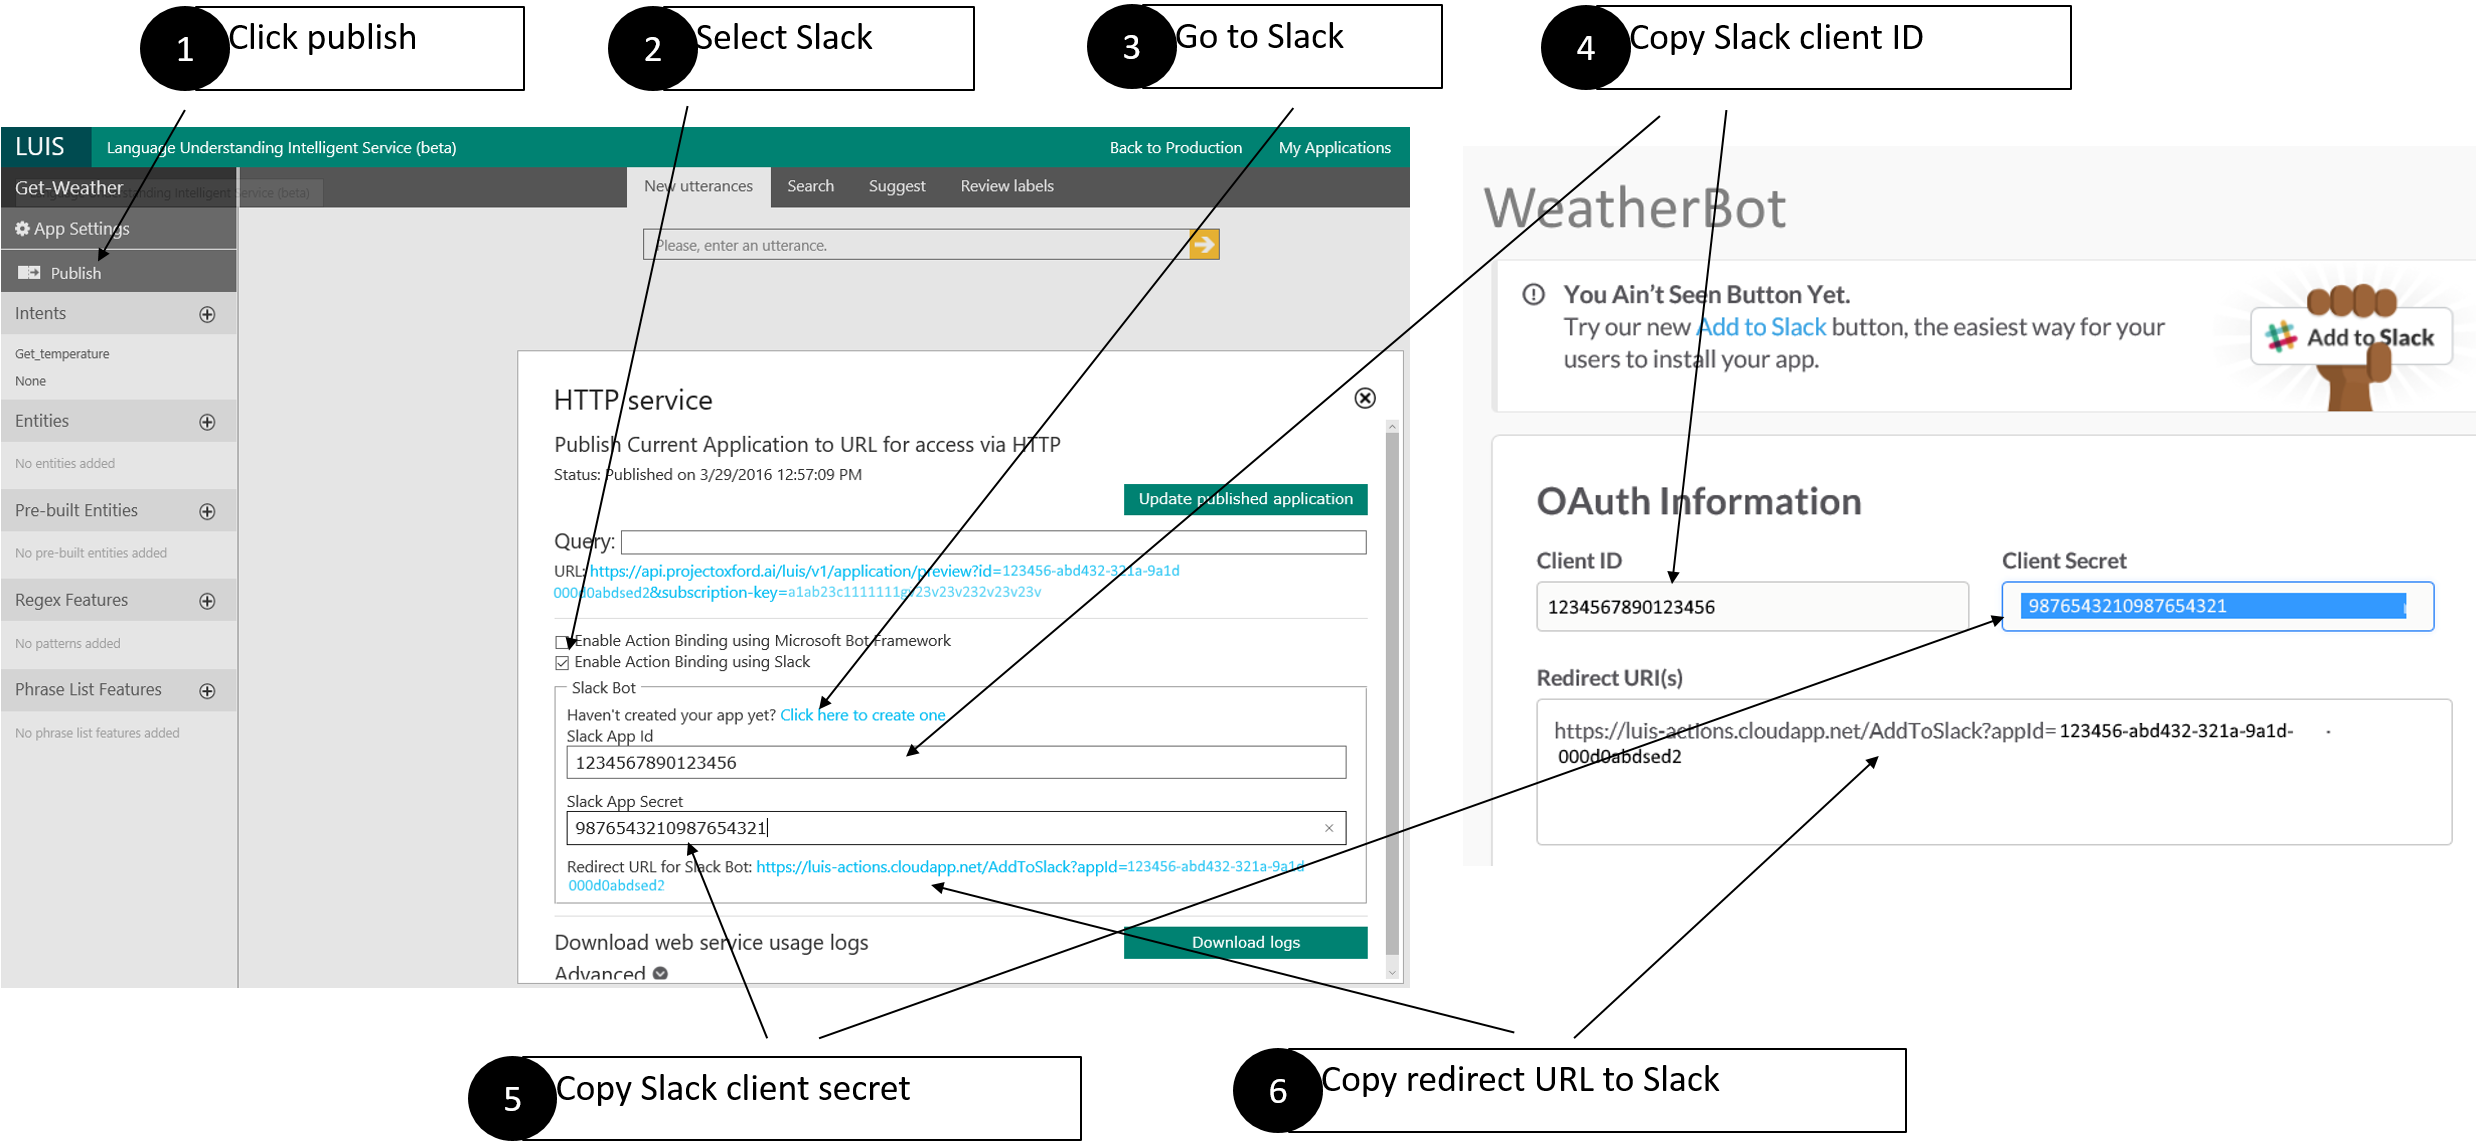 1 Click publish
2 Select Slack
3 Go to Slack
4 Copy Slack client ID
LUIS Language Understanding Intelligent Service (beta) Back to Production My Applications
Get-Weather
New utterances Search Suggest Review labels
App Settings
Please, enter an utterance.
Publish
Intents
Get_temperature
None
Entities
No entities added
Pre-built Entities
No pre-built entities added
Regex Features
No patterns added
Phrase List Features
No phrase list features added
HTTP service
Publish Current Application to URL for access via HTTP
Status: Published on 3/29/2016 12:57:09 PM
Update published application
Query:
URL: https://api.projectoxford.ai/luis/v1/application/preview?id=123456-abd432-321a-9a1d
000d0abdsed2&subscription-key=a1ab23c1111111gv23v23v232v23v23v
Enable Action Binding using Microsoft Bot Framework
Enable Action Binding using Slack
Slack Bot
Haven't created your app yet? Click here to create one
Slack App Id
1234567890123456
Slack App Secret
9876543210987654321
Redirect URL for Slack Bot: https://luis-actions.cloudapp.net/AddToSlack?appId=123456-abd432-321a-9a1d
000d0abdsed2
Download web service usage logs
Download logs
Advanced
WeatherBot
You Ain't Seen Button Yet.
Try our new Add to Slack button, the easiest way for your
users to install your app.
Add to Slack
OAuth Information
Client ID
1234567890123456
Client Secret
9876543210987654321
Redirect URI(s)
https://luis-actions.cloudapp.net/AddToSlack?appId=123456-abd432-321a-9a1d-
000d0abdsed2
5 Copy Slack client secret
6 Copy redirect URL to Slack